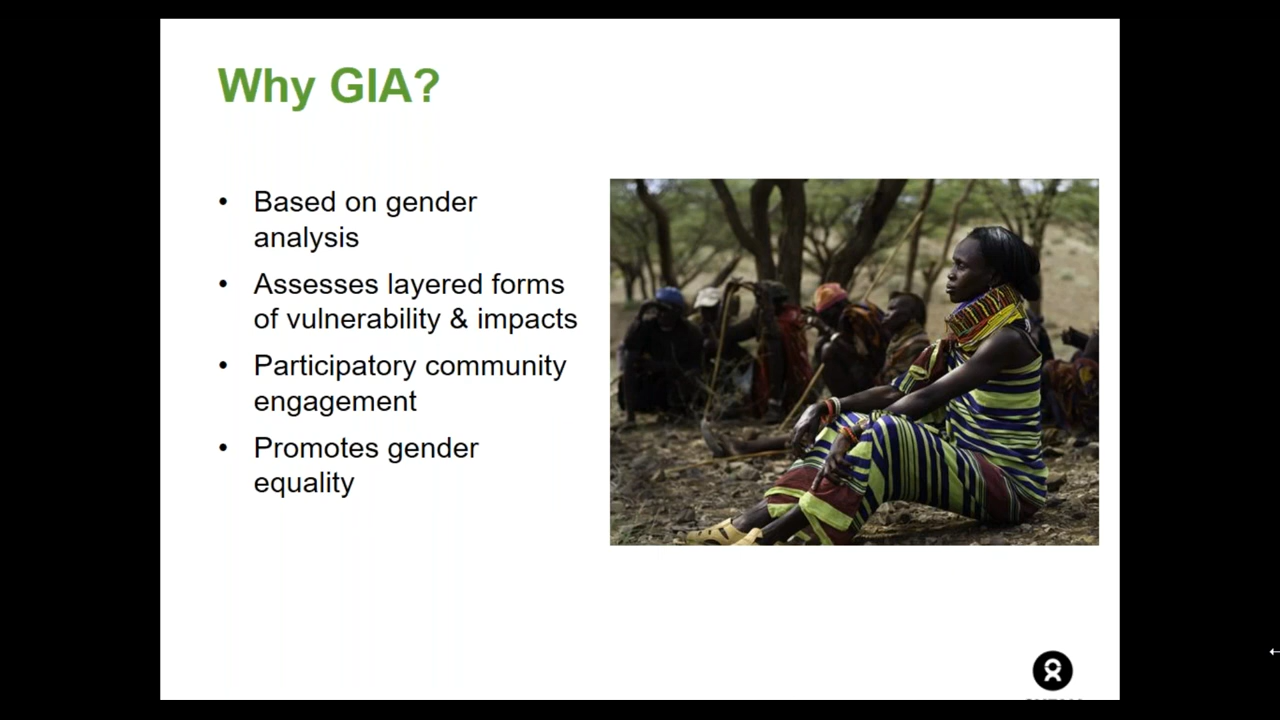 Why GIA?
• Based on gender
analysis
• Assesses layered forms
of vulnerability & impacts
• Participatory community
engagement
• Promotes gender
equality